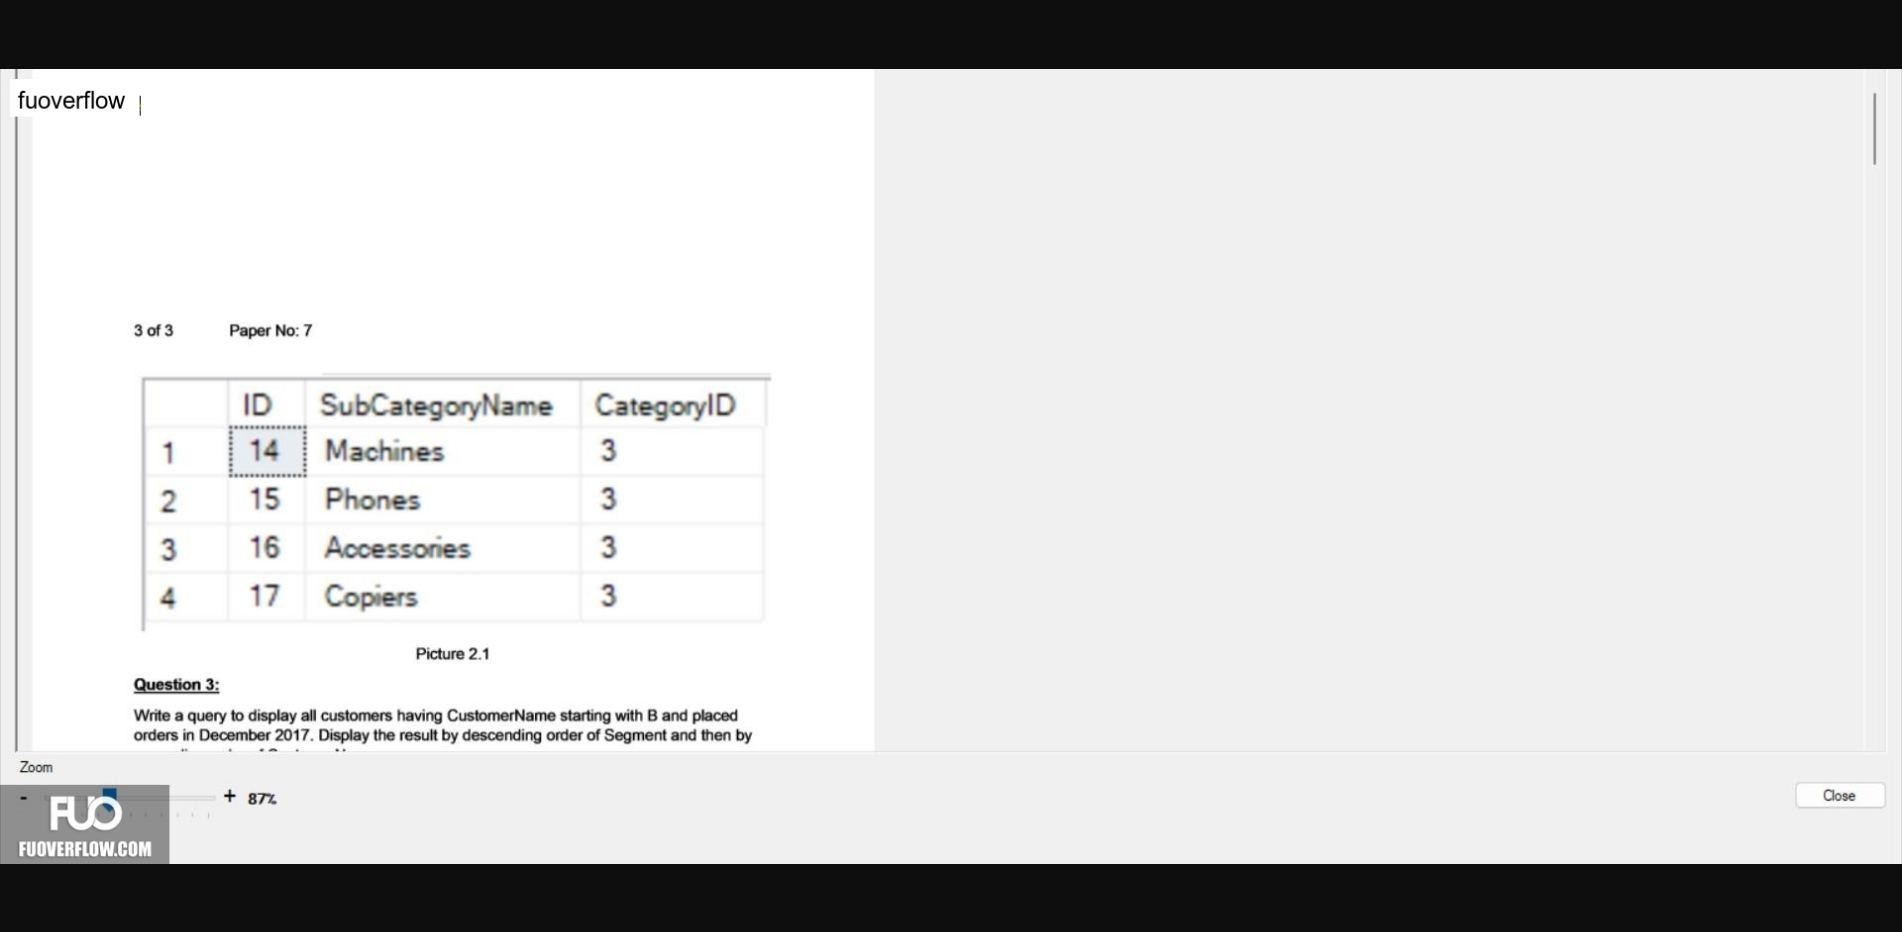 fuoverflow
3 of 3 Paper No: 7
ID SubCategoryName CategoryID
1 14 Machines 3
2 15 Phones 3
3 16 Accessories 3
4 17 Copiers 3
Picture 2.1
Question 3:
Write a query to display all customers having CustomerName starting with B and placed
orders in December 2017. Display the result by descending order of Segment and then by
Zoom
- + 87%
Close
FUO
FUOVERFLOW.COM